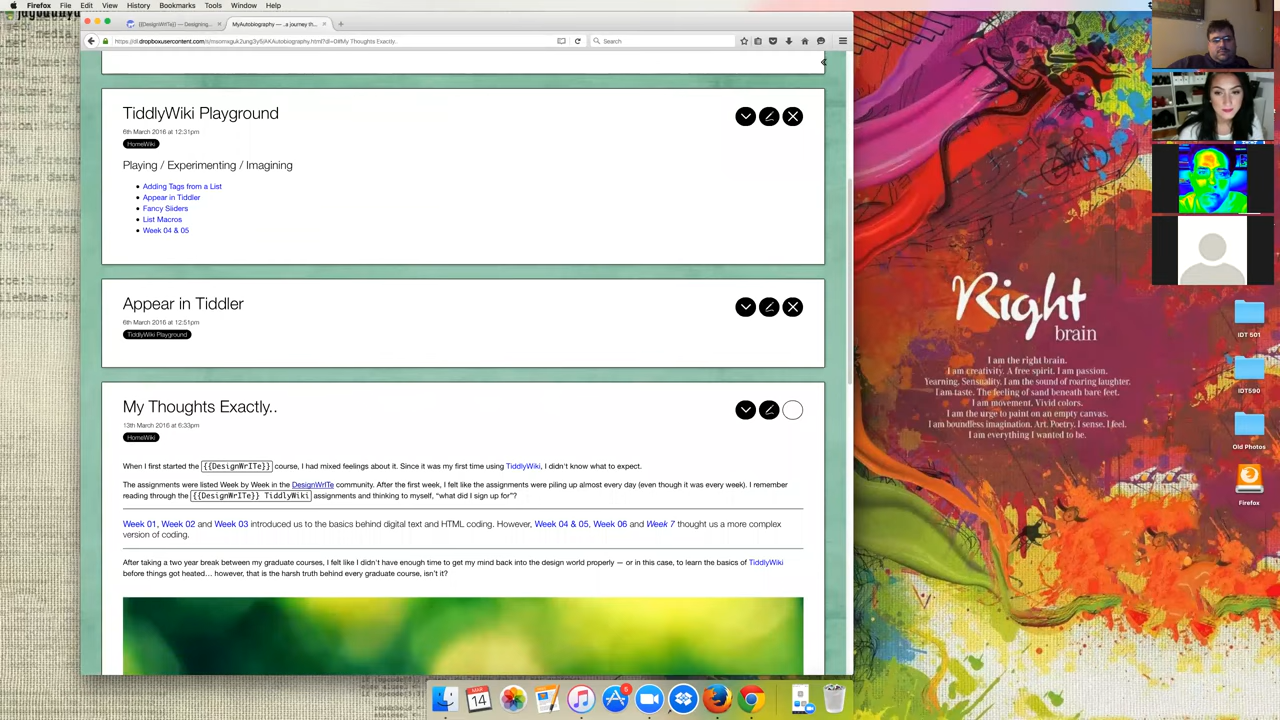 Firefox File Edit View History Bookmarks Tools Window Help
{{DesignWrITe}} — Designing...
MyAutobiography — ..a journey th...
Search
TiddlyWiki Playground
6th March 2016 at 12:31pm
HomeWiki
Playing / Experimenting / Imagining
Adding Tags from a List
Appear in Tiddler
Fancy Sliders
List Macros
Week 04 & 05
Appear in Tiddler
6th March 2016 at 12:51pm
TiddlyWiki Playground
My Thoughts Exactly..
13th March 2016 at 6:33pm
HomeWiki
When I first started the {{DesignWrITe}} course, I had mixed feelings about it. Since it was my first time using TiddlyWiki, I didn't know what to expect.
The assignments were listed Week by Week in the DesignWrITe community. After the first week, I felt like the assignments were piling up almost every day (even though it was every week). I remember
reading through the {{DesignWrITe}} TiddlyWiki assignments and thinking to myself, "what did I sign up for"?
Week 01, Week 02 and Week 03 introduced us to the basics behind digital text and HTML coding. However, Week 04 & 05, Week 06 and Week 7 thought us a more complex
version of coding.
After taking a two year break between my graduate courses, I felt like I didn't have enough time to get my mind back into the design world properly — or in this case, to learn the basics of TiddlyWiki
before things got heated... however, that is the harsh truth behind every graduate course, isn't it?
Right
brain
I am the right brain.
I am creativity. A free spirit. I am passion.
Yearning. Sensuality. I am the sound of roaring laughter.
I am taste. The feeling of sand beneath bare feet.
I am movement. Vivid colors.
I am the urge to paint on an empty canvas.
I am boundless imagination. Art. Poetry. I sense. I feel.
I am everything I wanted to be.
IDT 501
IDT590
Old Photos
Firefox
MAR
14
5